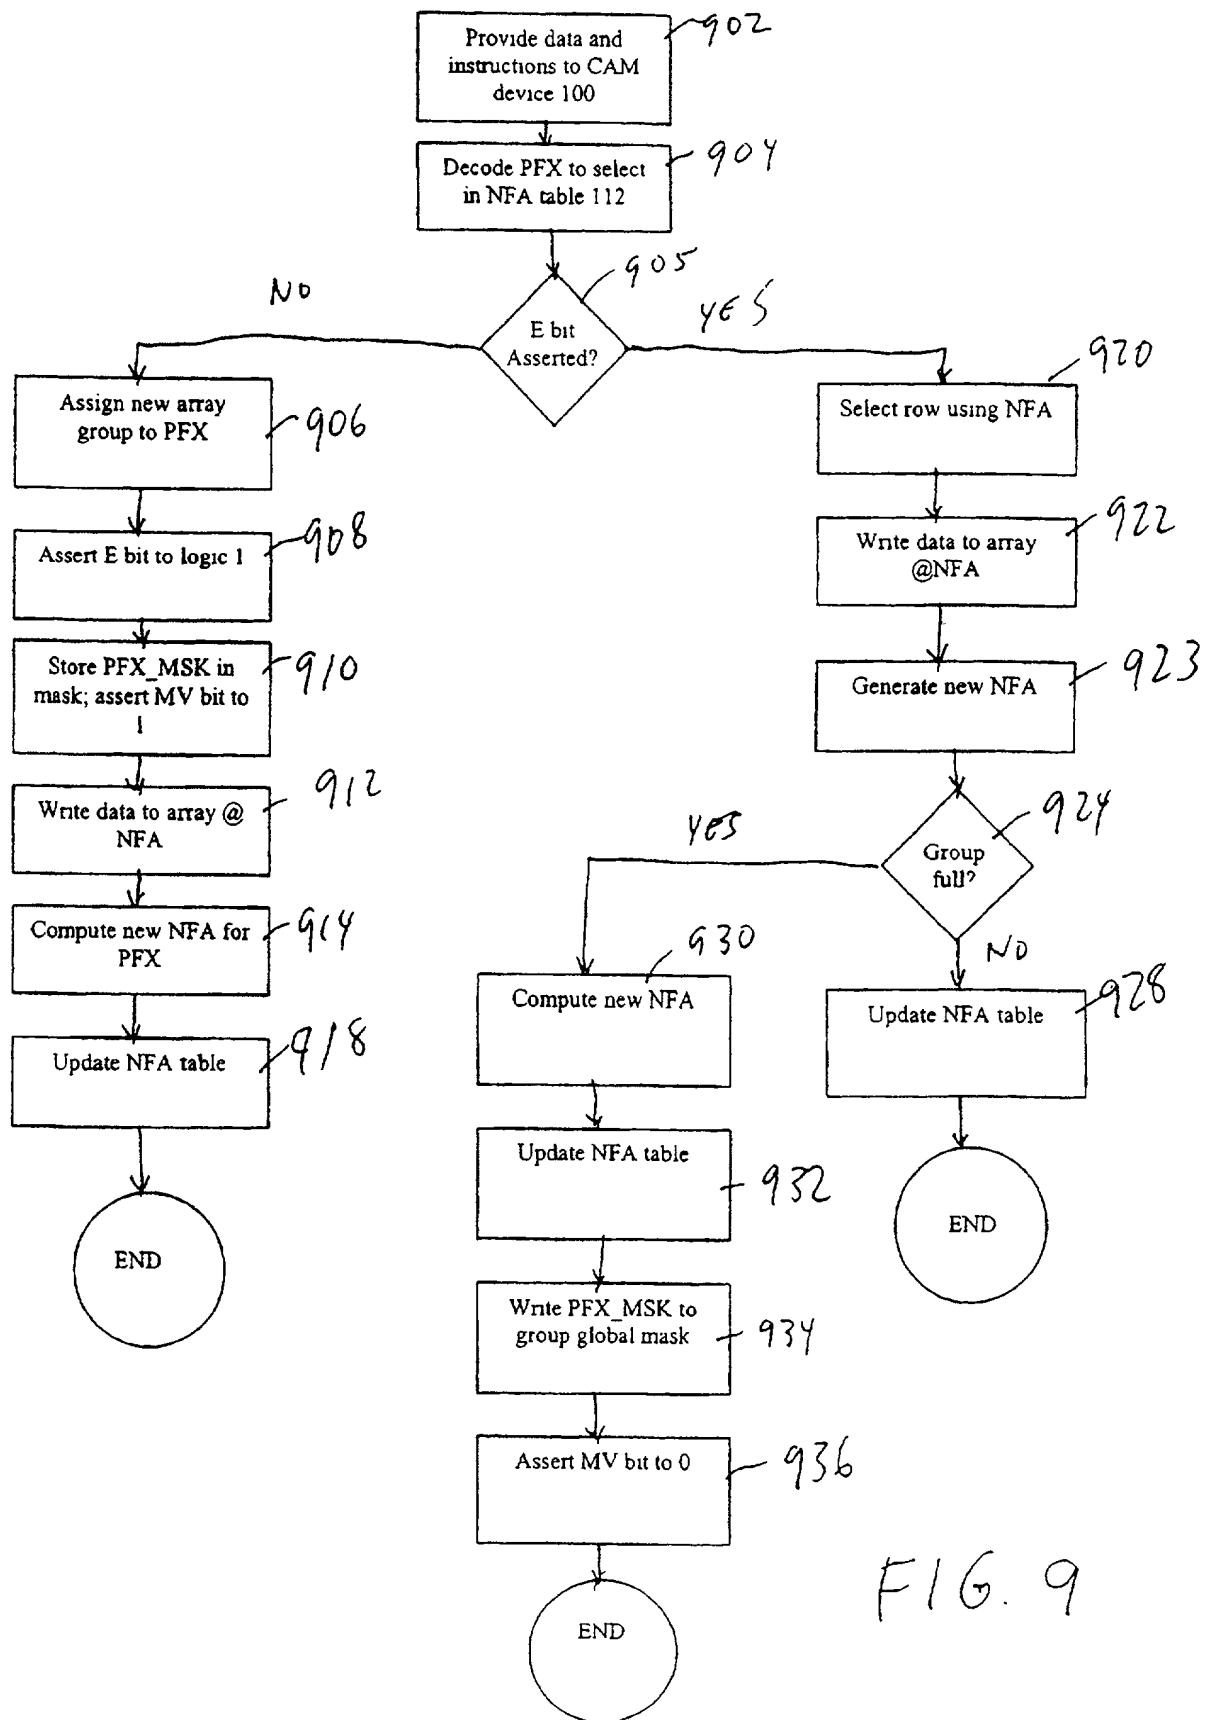 Provide data and
instructions to CAM
device 100
902
Decode PFX to select
in NFA table 112
904
E bit
Asserted?
905
NO
YES
Assign new array
group to PFX
906
Assert E bit to logic 1
908
Store PFX_MSK in
mask; assert MV bit to
1
910
Write data to array @
NFA
912
Compute new NFA for
PFX
914
Update NFA table
918
END
Select row using NFA
920
Write data to array
@NFA
922
Generate new NFA
923
Group
full?
924
YES
NO
Update NFA table
928
END
Compute new NFA
930
Update NFA table
932
Write PFX_MSK to
group global mask
934
Assert MV bit to 0
936
END
FIG. 9